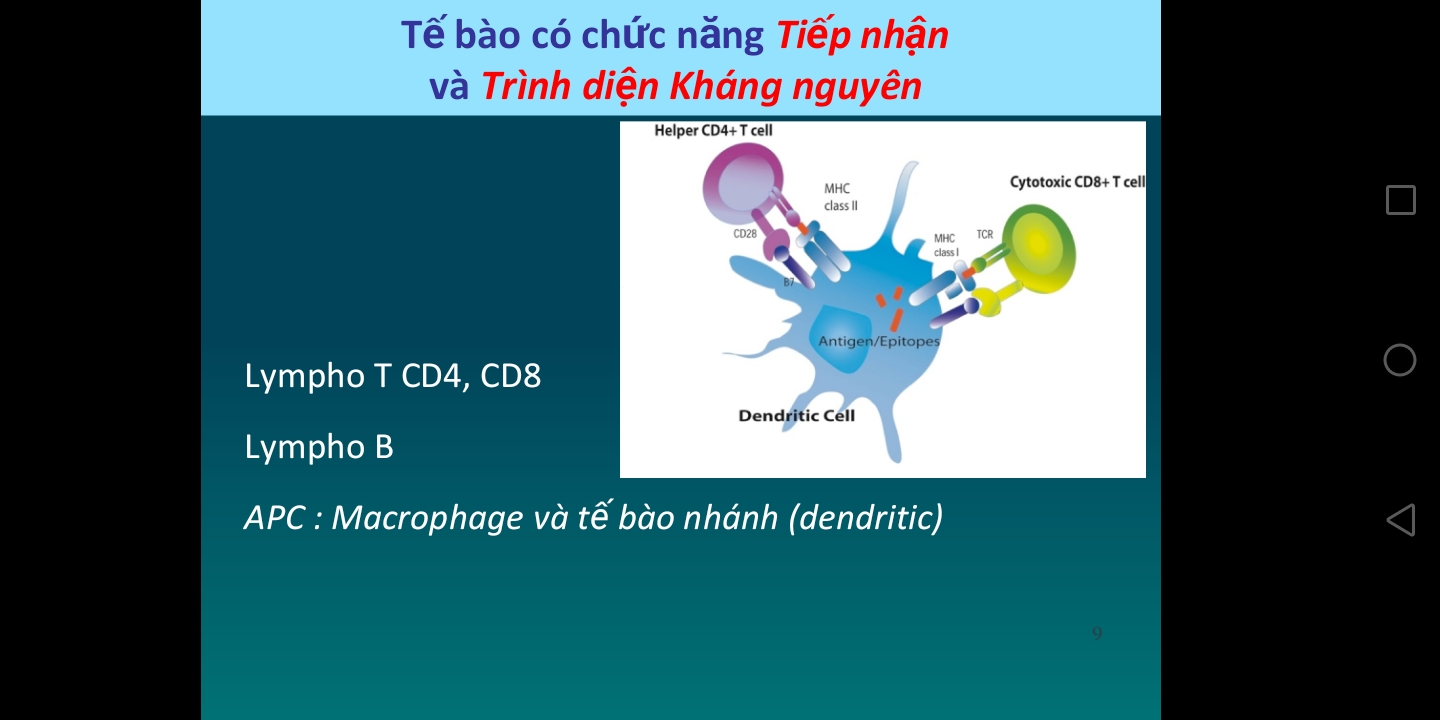 Tế bào có chức năng Tiếp nhận
và Trình diện Kháng nguyên
Helper CD4+ T cell
Cytotoxic CD8+ T cell
MHC
class II
CD28
MHC
class I
TCR
B7
Antigen/Epitopes
Dendritic Cell
Lympho T CD4, CD8
Lympho B
APC : Macrophage và tế bào nhánh (dendritic)
9